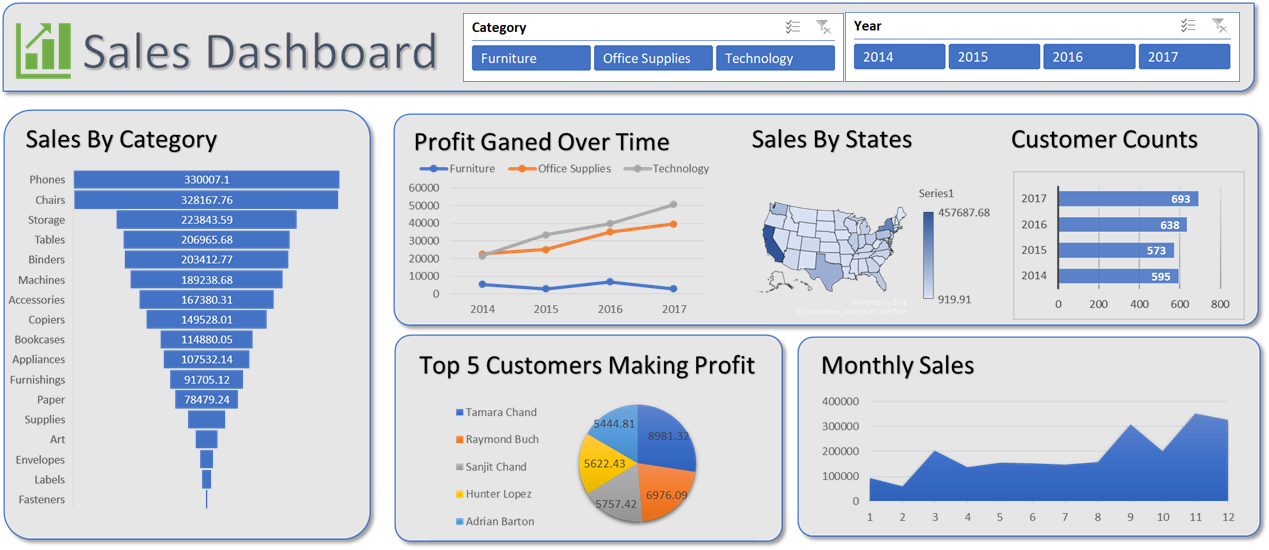 Sales Dashboard
Category
Furniture
Office Supplies
Technology
Year
2014
2015
2016
2017
Sales By Category
Phones 330007.1
Chairs 328167.76
Storage 223843.59
Tables 206965.68
Binders 203412.77
Machines 189238.68
Accessories 167380.31
Copiers 149528.01
Bookcases 114880.05
Appliances 107532.14
Furnishings 91705.12
Paper 78479.24
Supplies
Art
Envelopes
Labels
Fasteners
Profit Ganed Over Time
Furniture Office Supplies Technology
60000
50000
40000
30000
20000
10000
0
2014 2015 2016 2017
Sales By States
Series1
457687.68
919.91
Powered by Bing
© GeoNames, Microsoft, TomTom
Customer Counts
2017 693
2016 638
2015 573
2014 595
0 200 400 600 800
Top 5 Customers Making Profit
Tamara Chand
Raymond Buch
Sanjit Chand
Hunter Lopez
Adrian Barton
5444.81
8981.32
5622.43
6976.09
5757.42
Monthly Sales
400000
300000
200000
100000
0
1 2 3 4 5 6 7 8 9 10 11 12